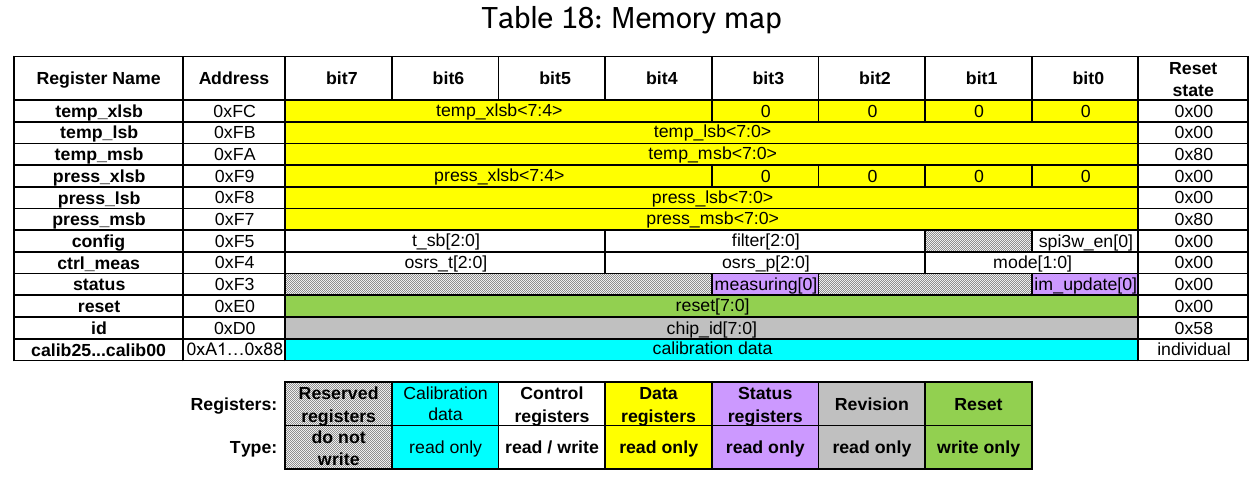 Table 18: Memory map
Register Name Address bit7 bit6 bit5 bit4 bit3 bit2 bit1 bit0 Reset state
temp_xlsb 0xFC temp_xlsb<7:4> 0 0 0 0 0x00
temp_lsb 0xFB temp_lsb<7:0> 0x00
temp_msb 0xFA temp_msb<7:0> 0x80
press_xlsb 0xF9 press_xlsb<7:4> 0 0 0 0 0x00
press_lsb 0xF8 press_lsb<7:0> 0x00
press_msb 0xF7 press_msb<7:0> 0x80
config 0xF5 t_sb[2:0] filter[2:0] spi3w_en[0] 0x00
ctrl_meas 0xF4 osrs_t[2:0] osrs_p[2:0] mode[1:0] 0x00
status 0xF3 measuring[0] im_update[0] 0x00
reset 0xE0 reset[7:0] 0x00
id 0xD0 chip_id[7:0] 0x58
calib25...calib00 0xA1…0x88 calibration data individual
Registers: Reserved registers Calibration data Control registers Data registers Status registers Revision Reset
Type: do not write read only read / write read only read only read only write only